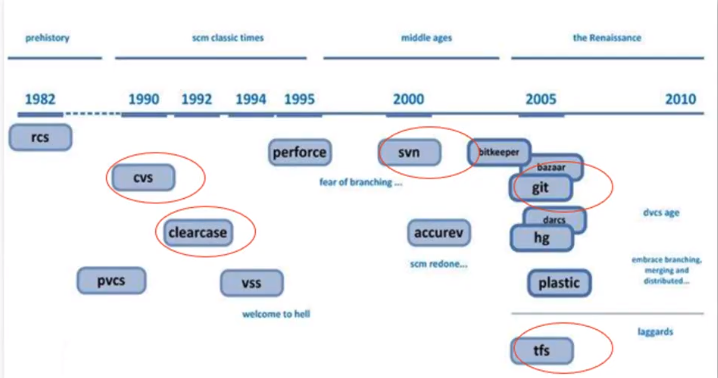 prehistory
scm classic times
middle ages
the Renaissance
1982
1990
1992
1994
1995
2000
2005
2010
rcs
perforce
svn
bitkeeper
bazaar
cvs
fear of branching ...
git
clearcase
accurev
darcs
dvcs age
hg
scm redone...
embrace branching,
merging and
distributed...
pvcs
vss
plastic
welcome to hell
laggards
tfs